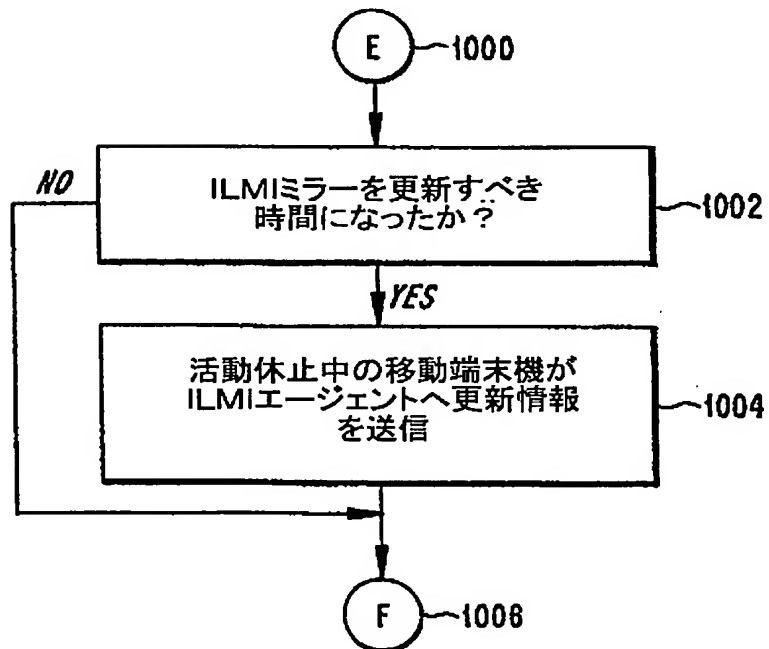 E
1000
NO
ILMIミラーを更新すべき
時間になったか?
1002
YES
活動休止中の移動端末機が
ILMIエージェントへ更新情報
を送信
1004
F
1006